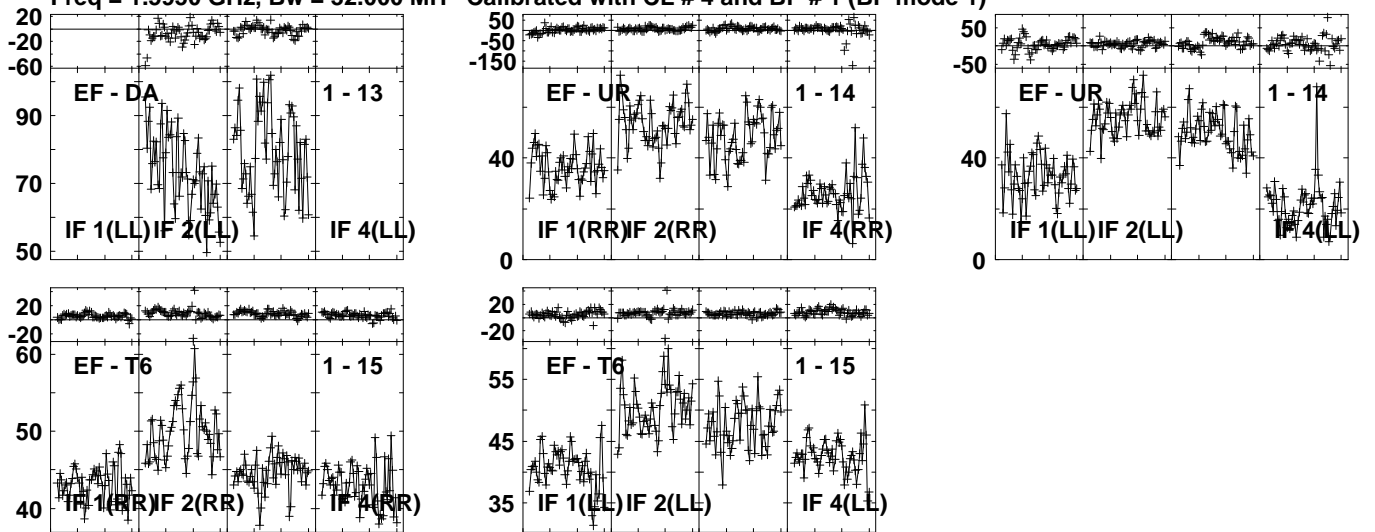 Freq = 1.5550 GHz, Bw = 32.000 MH Calibrated with CL # 4 and BP # 1 (BP mode 1)
20
-20
-60
EF - DA
1 - 13
90
70
50
IF 1(LL)
IF 2(LL)
IF 4(LL)
50
-50
-150
EF - UR
1 - 14
40
0
IF 1(RR)
IF 2(RR)
IF 4(RR)
50
-50
EF - UR
1 - 14
40
0
IF 1(LL)
IF 2(LL)
IF 4(LL)
20
-20
EF - T6
1 - 15
60
50
40
IF 1(RR)
IF 2(RR)
IF 4(RR)
20
-20
EF - T6
1 - 15
55
45
35
IF 1(LL)
IF 2(LL)
IF 4(LL)